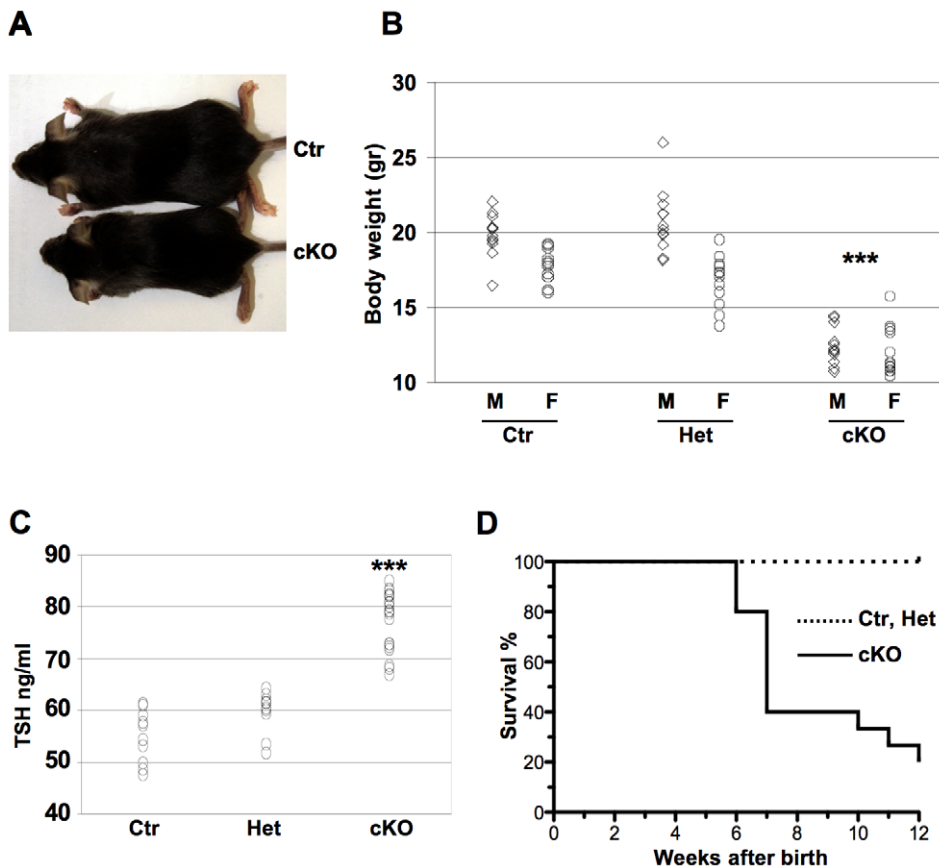 A
Ctr
cKO
B
Body weight (gr)
30
25
20
15
10
***
M F M F M F
Ctr Het cKO
C
TSH ng/ml
90
80
70
60
50
40
***
Ctr Het cKO
D
Survival %
100
80
60
40
20
0
Ctr, Het
cKO
0 2 4 6 8 10 12
Weeks after birth